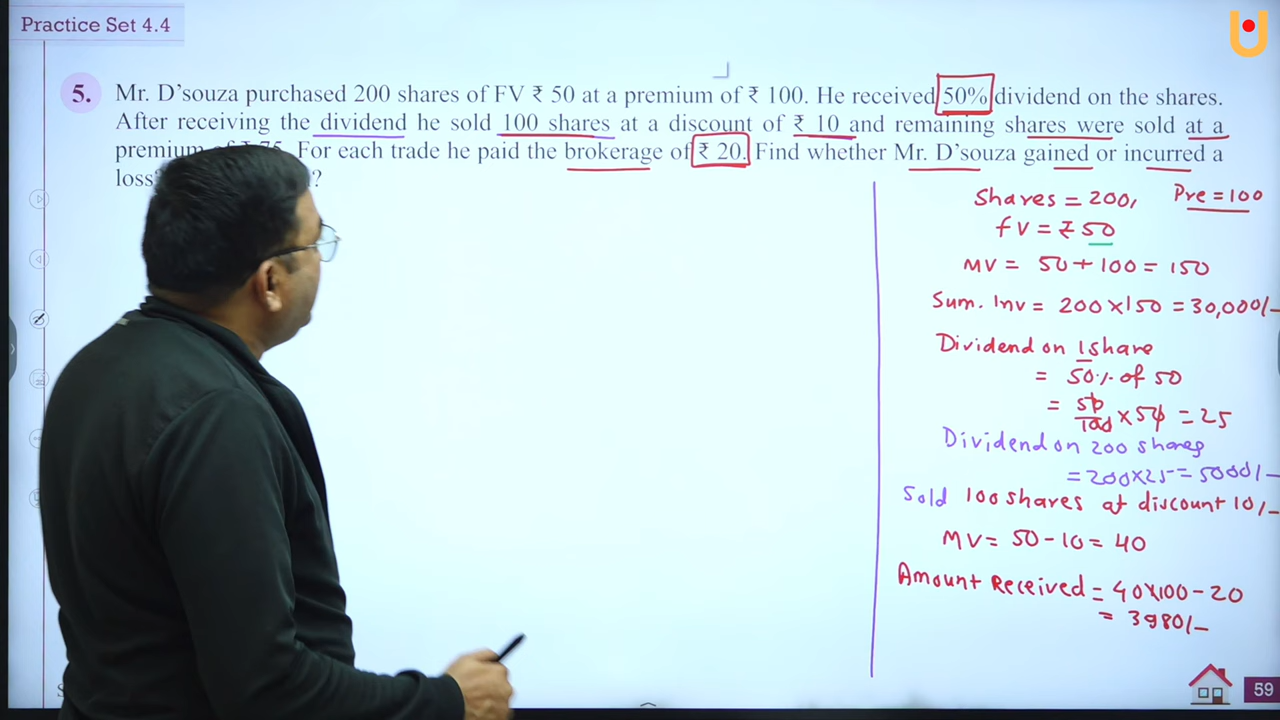 Practice Set 4.4
5. Mr. D'souza purchased 200 shares of FV ₹ 50 at a premium of ₹ 100. He received 50% dividend on the shares.
After receiving the dividend he sold 100 shares at a discount of ₹ 10 and remaining shares were sold at a
premium of ₹ 75. For each trade he paid the brokerage of ₹ 20. Find whether Mr. D'souza gained or incurred a
loss?
Shares = 200, Pre = 100
FV = ₹ 50
MV = 50 + 100 = 150
Sum. Inv = 200 × 150 = 30,000/-
Dividend on 1 share
= 50% of 50
= 50/100 × 50 = 25
Dividend on 200 shares
= 200 × 25 = 5000/-
Sold 100 shares at discount 10/-
MV = 50 - 10 = 40
Amount Received = 40 × 100 - 20
= 3980/-
59